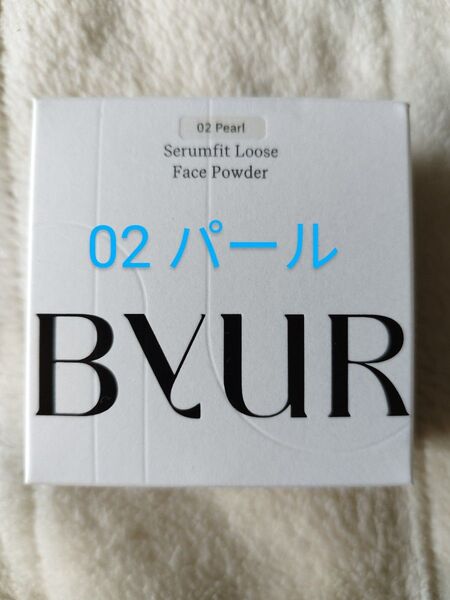 02 Pearl
Serumfit Loose
Face Powder
02 パール
BYUR